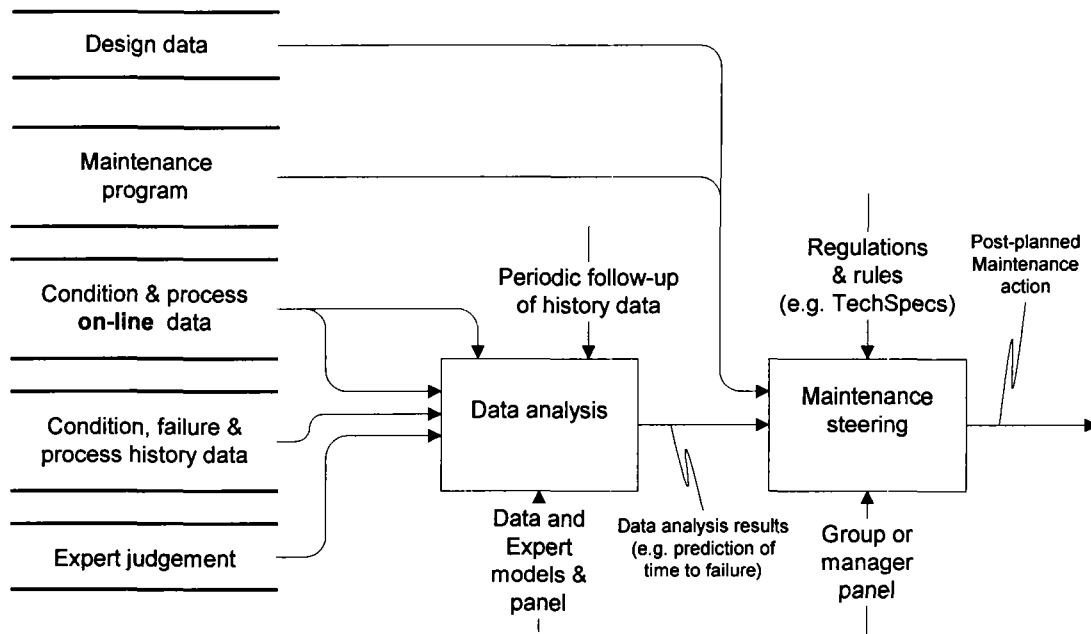 Design data
Maintenance
program
Condition & process
on-line data
Condition, failure &
process history data
Expert judgement
Periodic follow-up
of history data
Data analysis
Data and
Expert
models &
panel
Data analysis results
(e.g. prediction of
time to failure)
Regulations
& rules
(e.g. TechSpecs)
Maintenance
steering
Group or
manager
panel
Post-planned
Maintenance
action